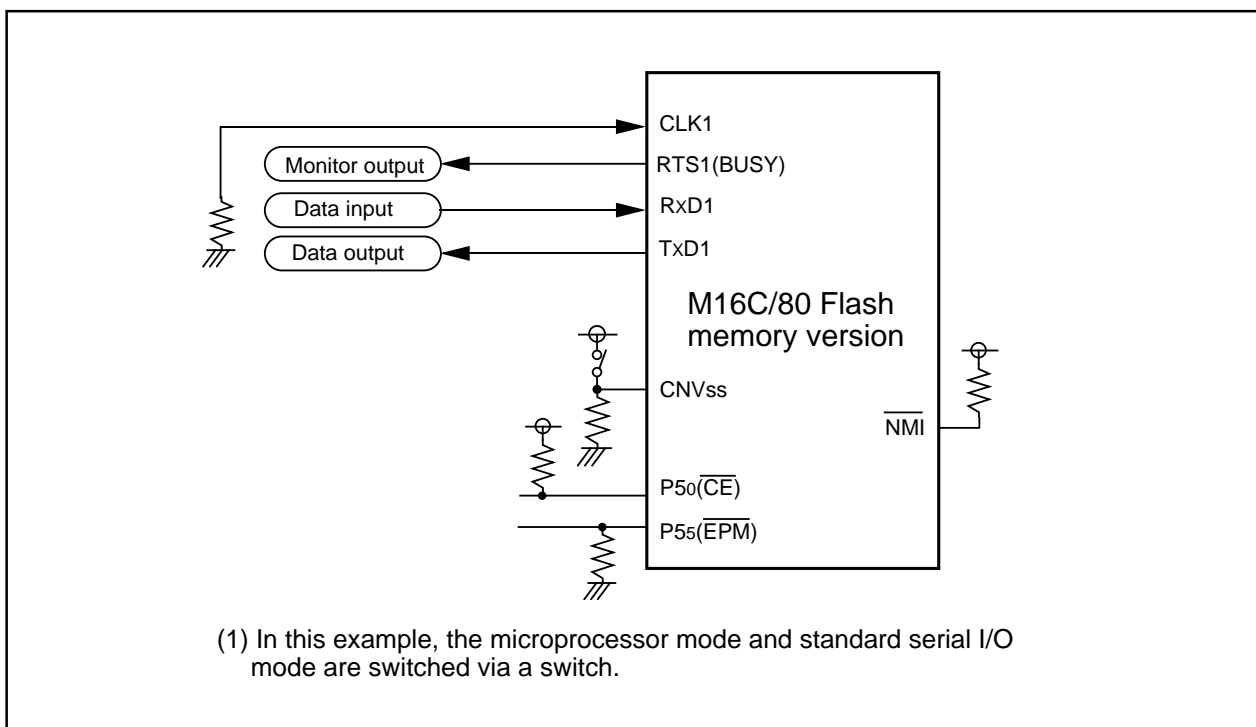 CLK1
Monitor output
RTS1(BUSY)
Data input
RXD1
Data output
TXD1
M16C/80 Flash
memory version
CNVss
NMI
P50(CE)
P55(EPM)
(1) In this example, the microprocessor mode and standard serial I/O
mode are switched via a switch.